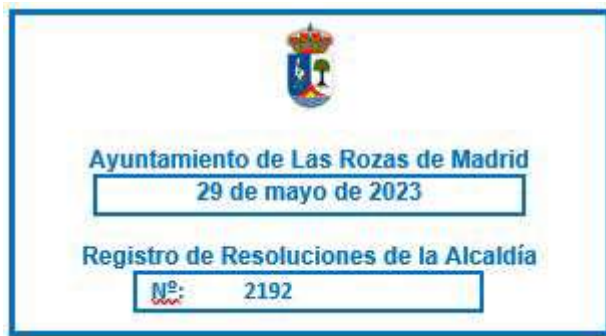 Ayuntamiento de Las Rozas de Madrid
29 de mayo de 2023
Registro de Resoluciones de la Alcaldía
Nº: 2192